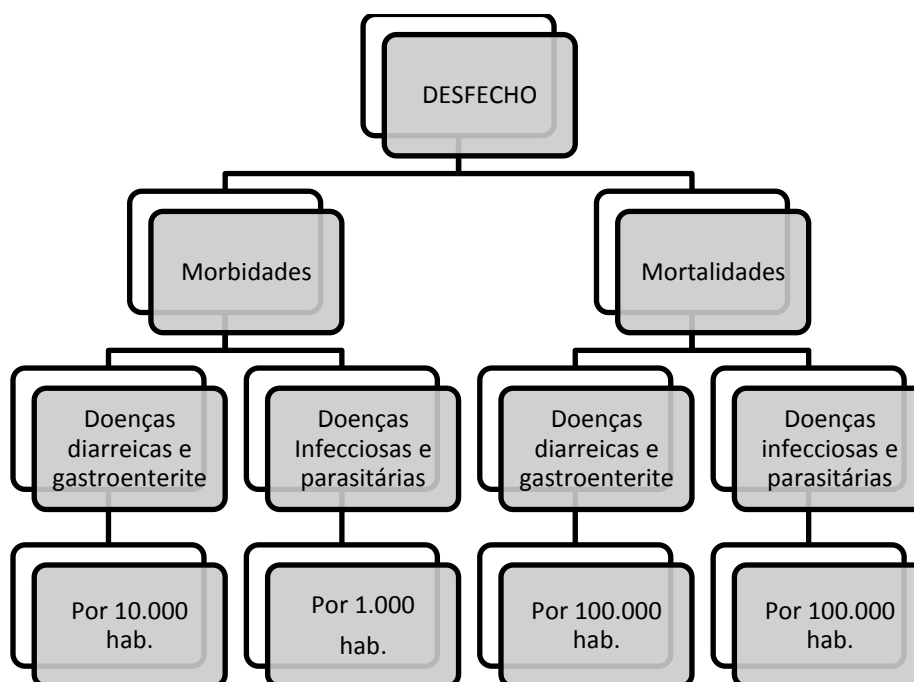 DESFECHO
Morbidades
Mortalidades
Doenças
diarreicas e
gastroenterite
Doenças
Infecciosas e
parasitárias
Doenças
diarreicas e
gastroenterite
Doenças
infecciosas e
parasitárias
Por 10.000
hab.
Por 1.000
hab.
Por 100.000
hab.
Por 100.000
hab.